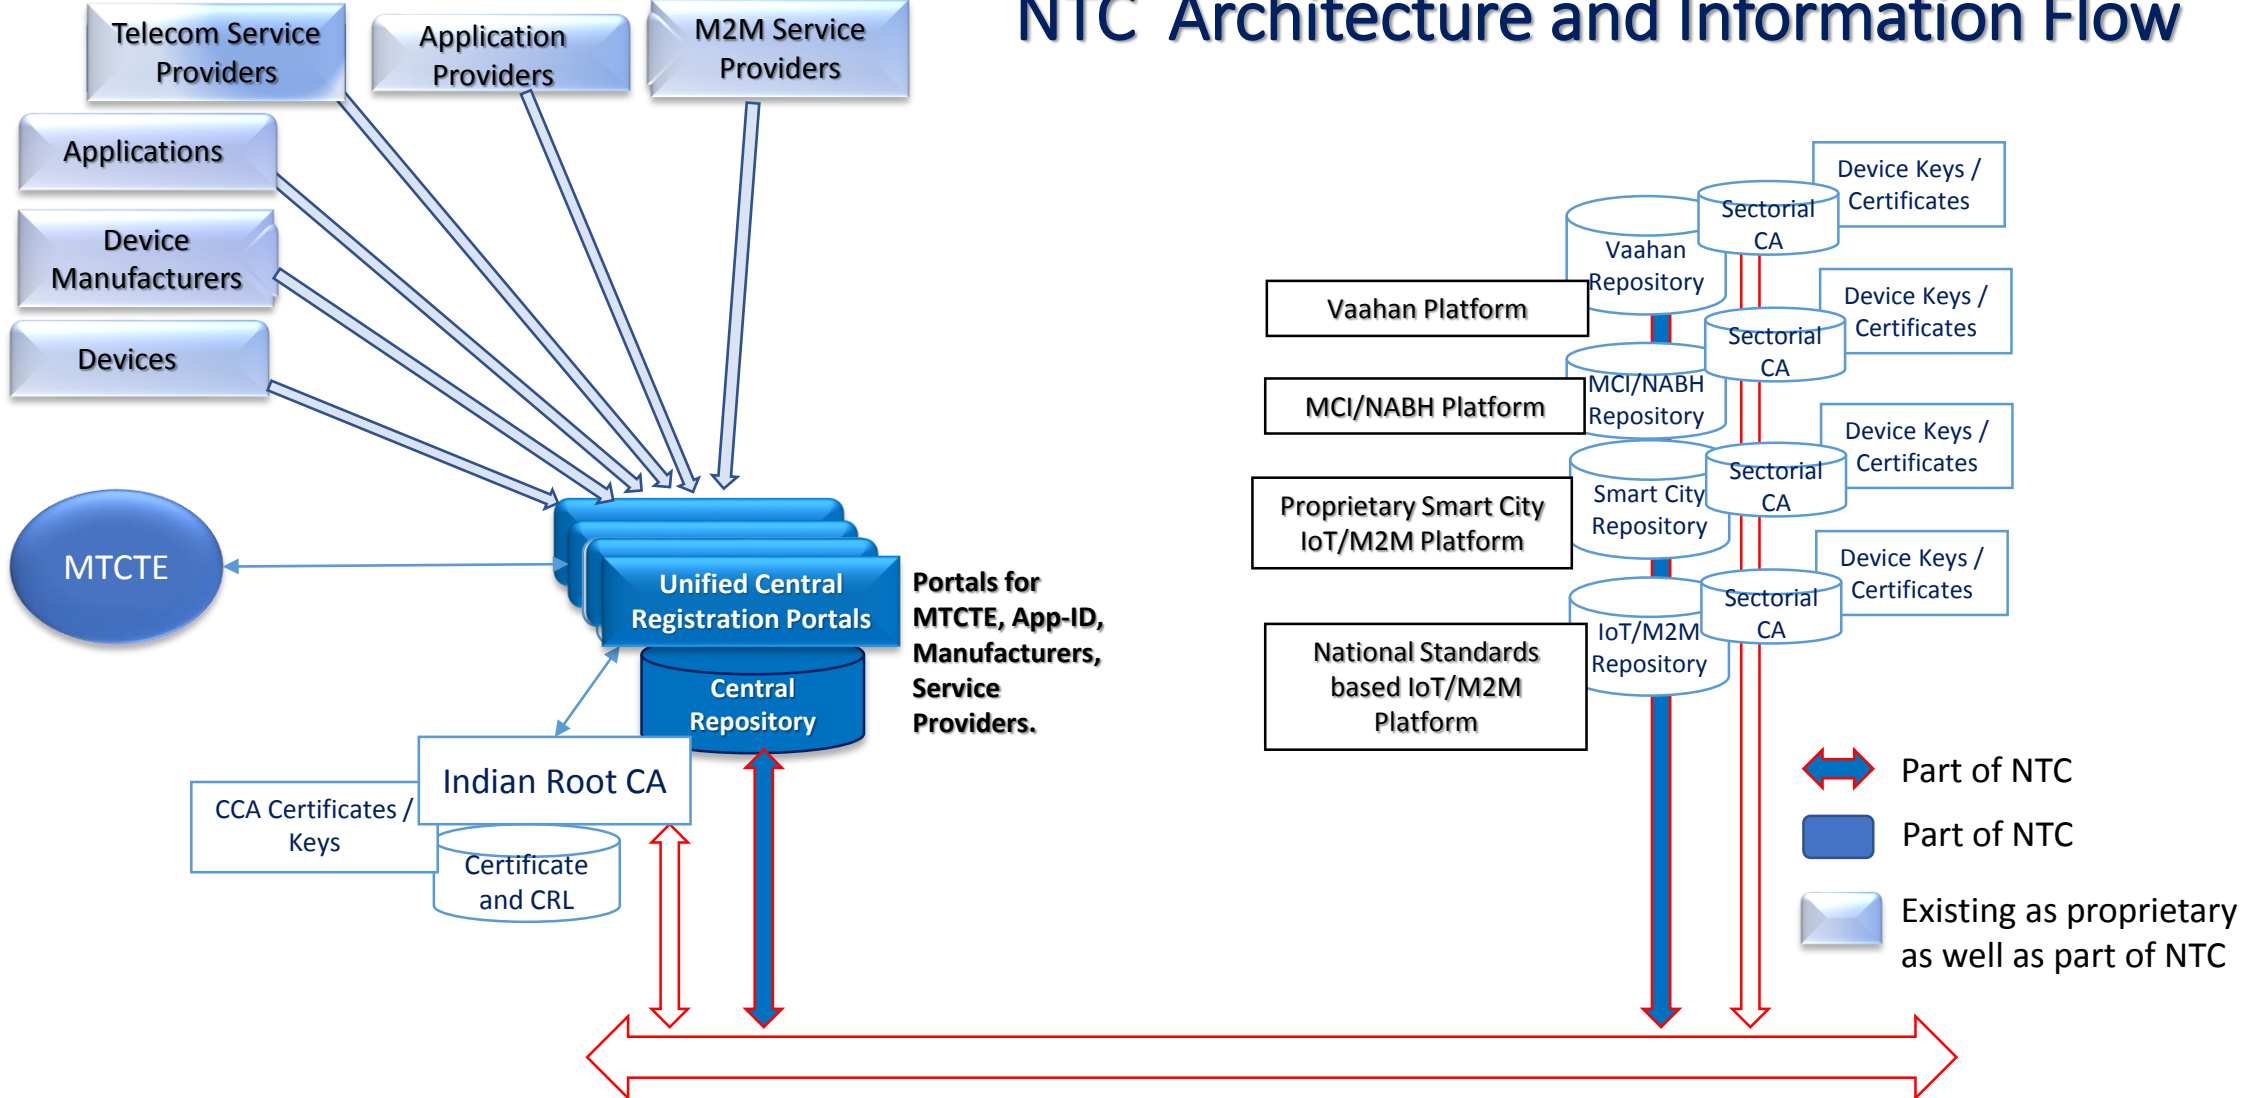 NTC Architecture and Information Flow
Telecom Service
Providers
Application
Providers
M2M Service
Providers
Applications
Device
Manufacturers
Devices
MTCTE
Unified Central
Registration Portals
Portals for
MTCTE, App-ID,
Manufacturers,
Service
Providers.
Central
Repository
Indian Root CA
CCA Certificates /
Keys
Certificate
and CRL
Vaahan Platform
Vaahan
Repository
Sectorial
CA
Device Keys /
Certificates
MCI/NABH Platform
MCI/NABH
Repository
Sectorial
CA
Device Keys /
Certificates
Proprietary Smart City
IoT/M2M Platform
Smart City
Repository
Sectorial
CA
Device Keys /
Certificates
National Standards
based IoT/M2M
Platform
IoT/M2M
Repository
Sectorial
CA
Device Keys /
Certificates
Part of NTC
Part of NTC
Existing as proprietary
as well as part of NTC